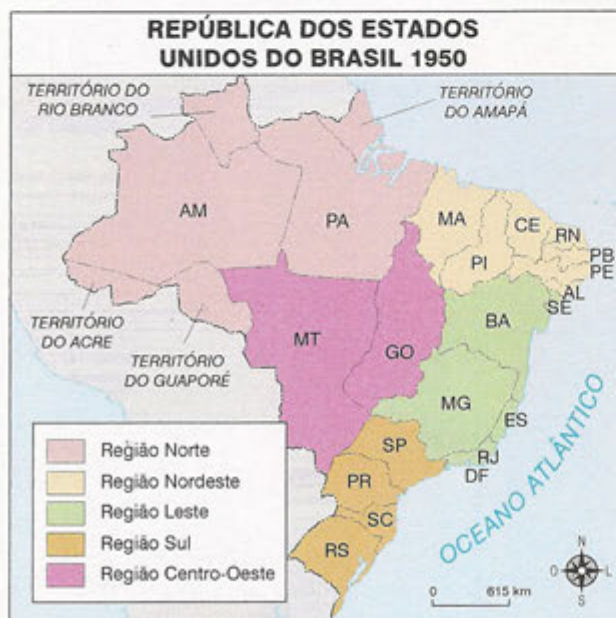 REPÚBLICA DOS ESTADOS
UNIDOS DO BRASIL 1950
TERRITÓRIO DO
RIO BRANCO
TERRITÓRIO
DO AMAPÁ
AM
PA
MA
CE
RN
PB
PE
PI
AL
SE
BA
TERRITÓRIO
DO ACRE
TERRITÓRIO
DO GUAPORÉ
MT
GO
MG
ES
SP
RJ
DF
PR
SC
RS
OCEANO ATLÂNTICO
Região Norte
Região Nordeste
Região Leste
Região Sul
Região Centro-Oeste
N
O L
S
0 615 km